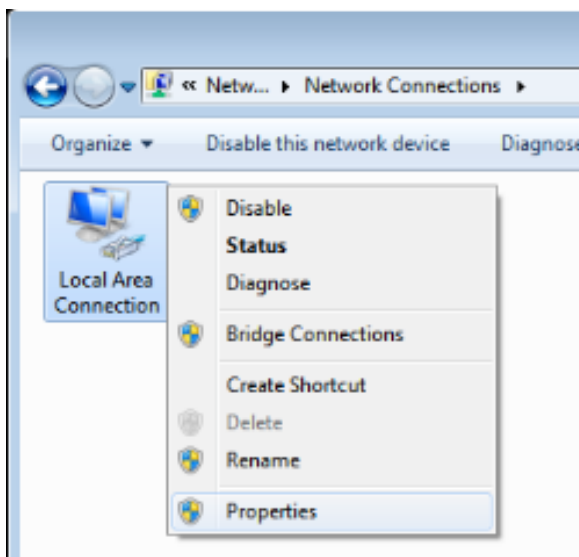 « Netw... ▸ Network Connections ▸
Organize ▾ Disable this network device Diagnose
Local Area
Connection
Disable
Status
Diagnose
Bridge Connections
Create Shortcut
Delete
Rename
Properties